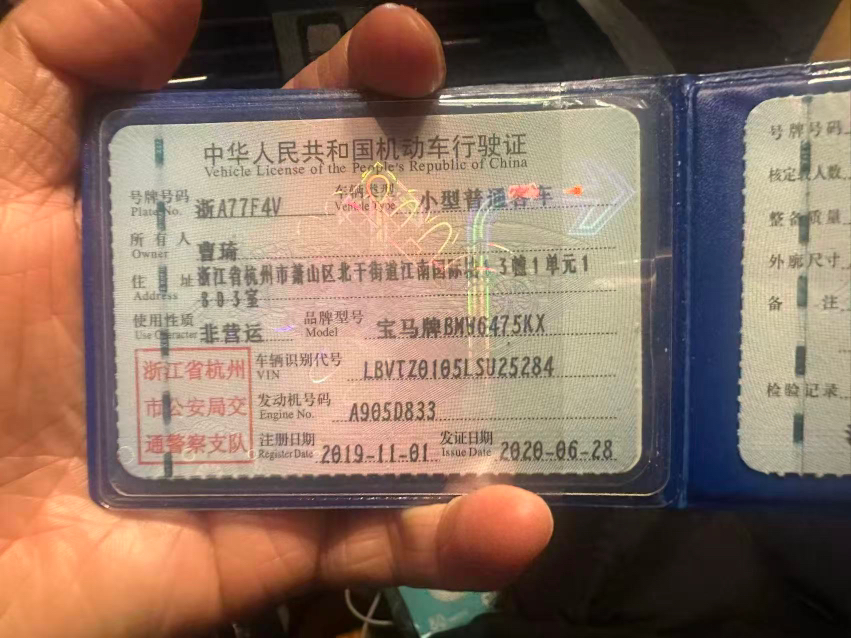 中华人民共和国机动车行驶证
Vehicle License of the People's Republic of China
号牌号码 浙A77F4V 车辆类型 小型普通客车
Plate No. Vehicle Type
所有人 曹琦
Owner
住址 浙江省杭州市萧山区北干街道江南国际 3幢1单元1
Address 803室
使用性质 非营运 品牌型号 宝马牌BMW6475KX
Use Character Model
浙江省杭州
市公安局交
通警察支队
车辆识别代号 LBVTZ0105LSU25284
VIN
发动机号码 A905D833
Engine No.
注册日期 2019-11-01 发证日期 2020-06-28
Register Date Issue Date
号牌号码
核定载人数
整备质量
外廓尺寸
备注
检验记录